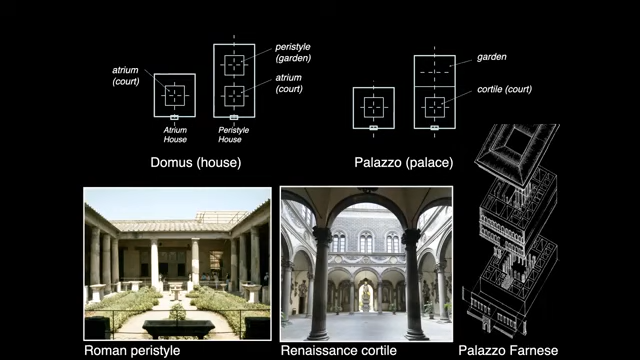 peristyle
(garden)
atrium
(court)
atrium
(court)
Atrium
House
Peristyle
House
Domus (house)
garden
cortile (court)
Palazzo (palace)
Roman peristyle
Renaissance cortile
Palazzo Farnese